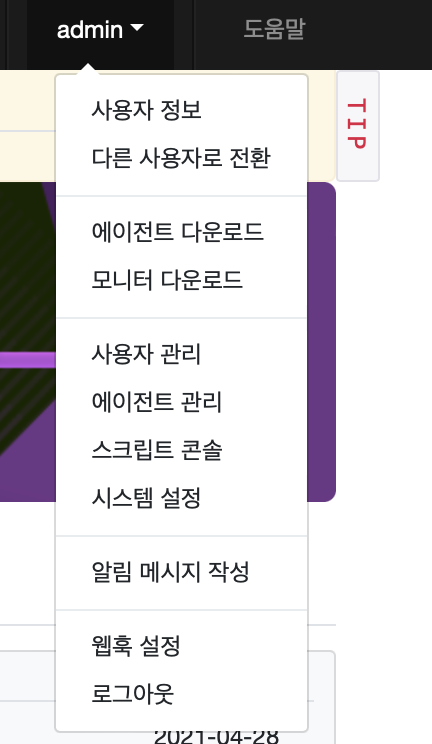 admin
도움말
TIP
사용자 정보
다른 사용자로 전환
에이전트 다운로드
모니터 다운로드
사용자 관리
에이전트 관리
스크립트 콘솔
시스템 설정
알림 메시지 작성
웹훅 설정
로그아웃
2021-04-28